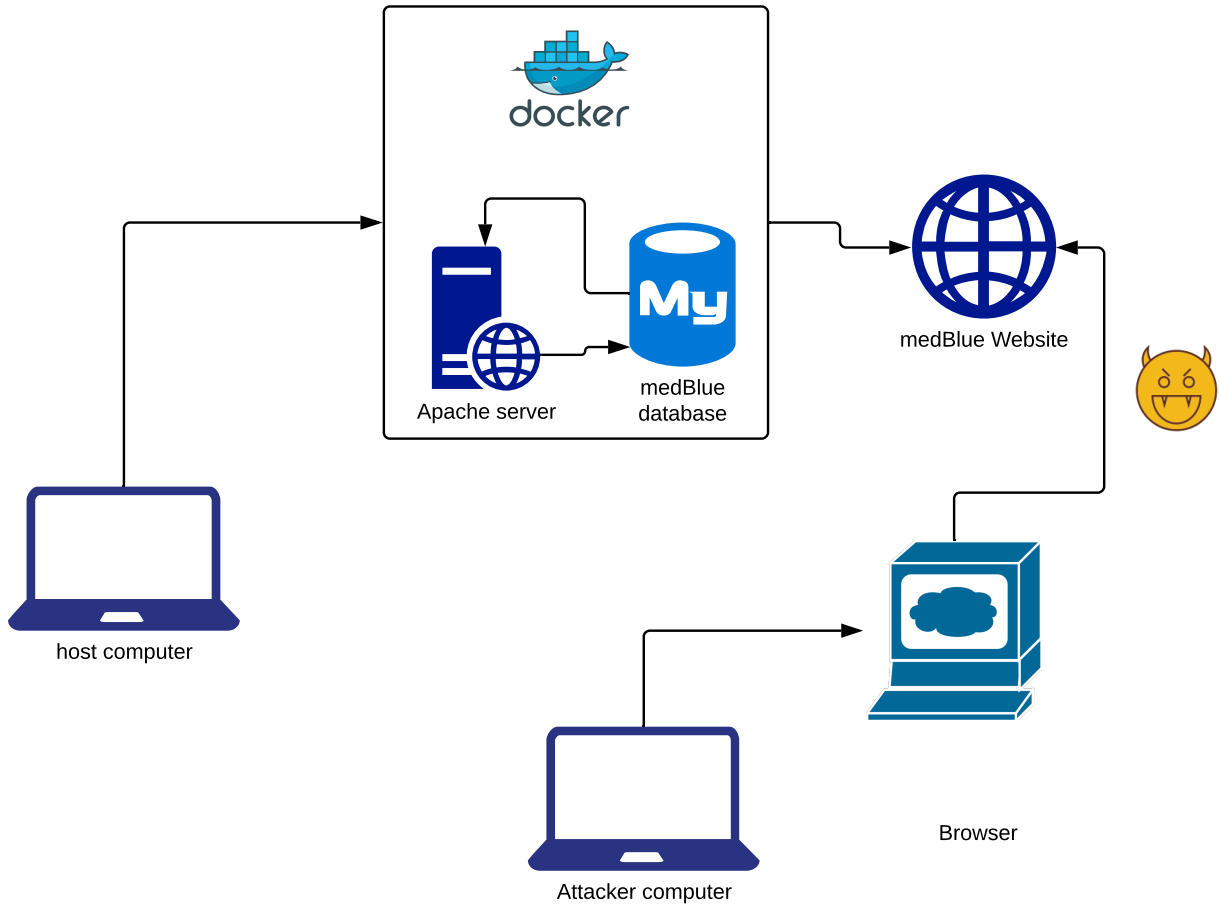 docker
My
medBlue
database
Apache server
medBlue Website
host computer
Browser
Attacker computer